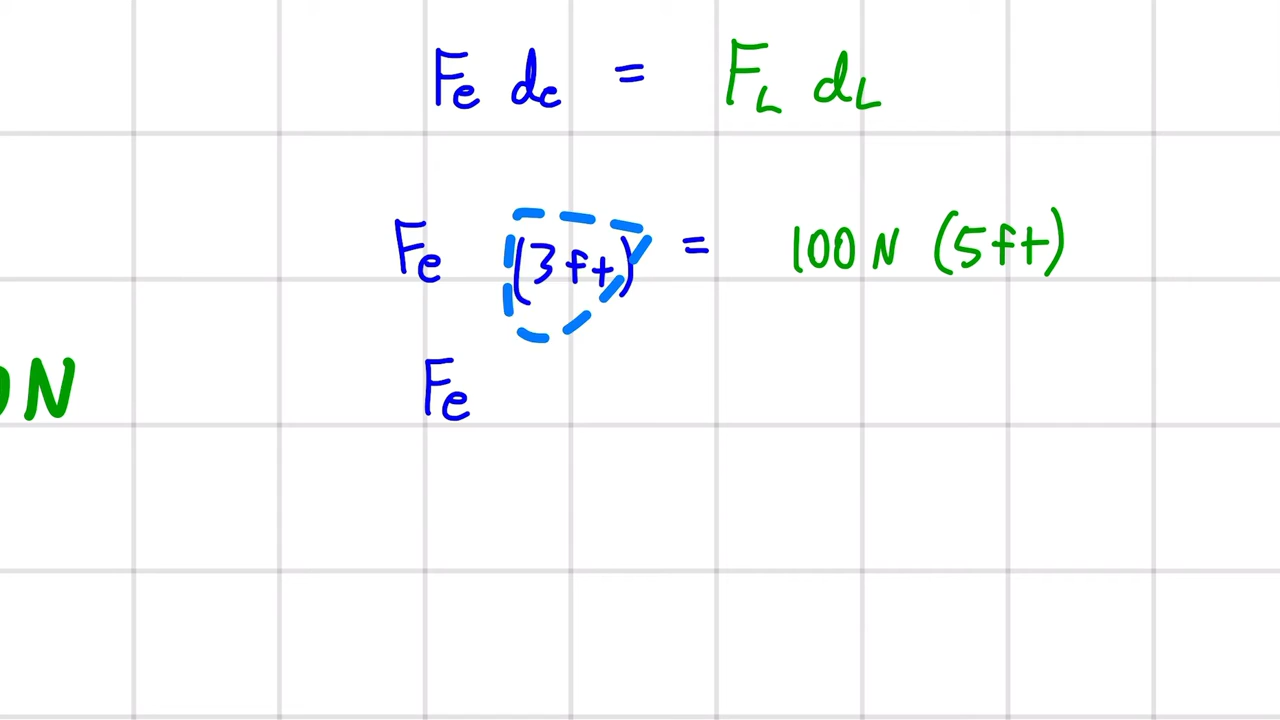 Fe de = FL dL
Fe (3ft) = 100 N (5ft)
N
Fe